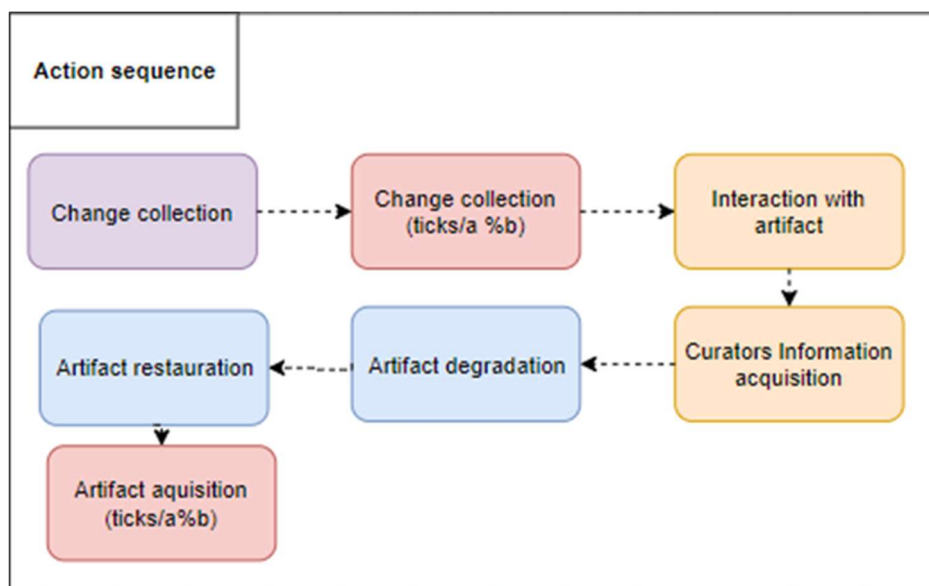 Action sequence
Change collection
Change collection
(ticks/a %b)
Interaction with
artifact
Curators Information
acquisition
Artifact degradation
Artifact restauration
Artifact aquisition
(ticks/a%b)